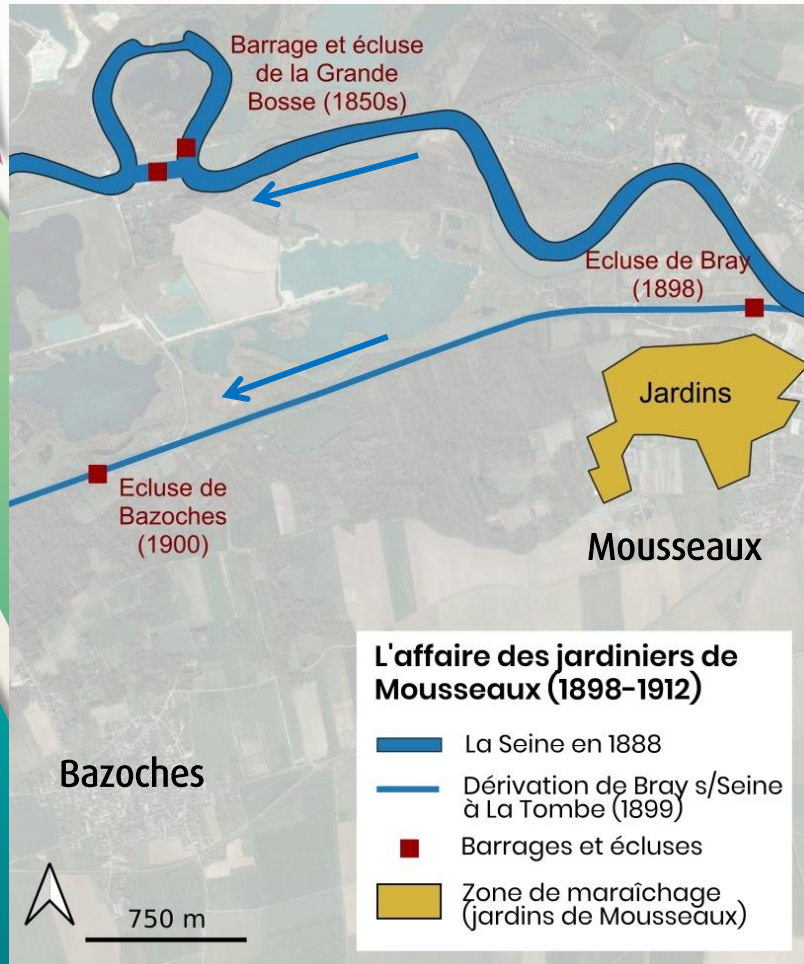 Barrage et écluse
de la Grande
Bosse (1850s)
Ecluse de Bray
(1898)
Jardins
Ecluse de
Bazoches
(1900)
Mousseaux
Bazoches
L'affaire des jardiniers de
Mousseaux (1898-1912)
La Seine en 1888
Dérivation de Bray s/Seine
à La Tombe (1899)
Barrages et écluses
Zone de maraîchage
(jardins de Mousseaux)
750 m